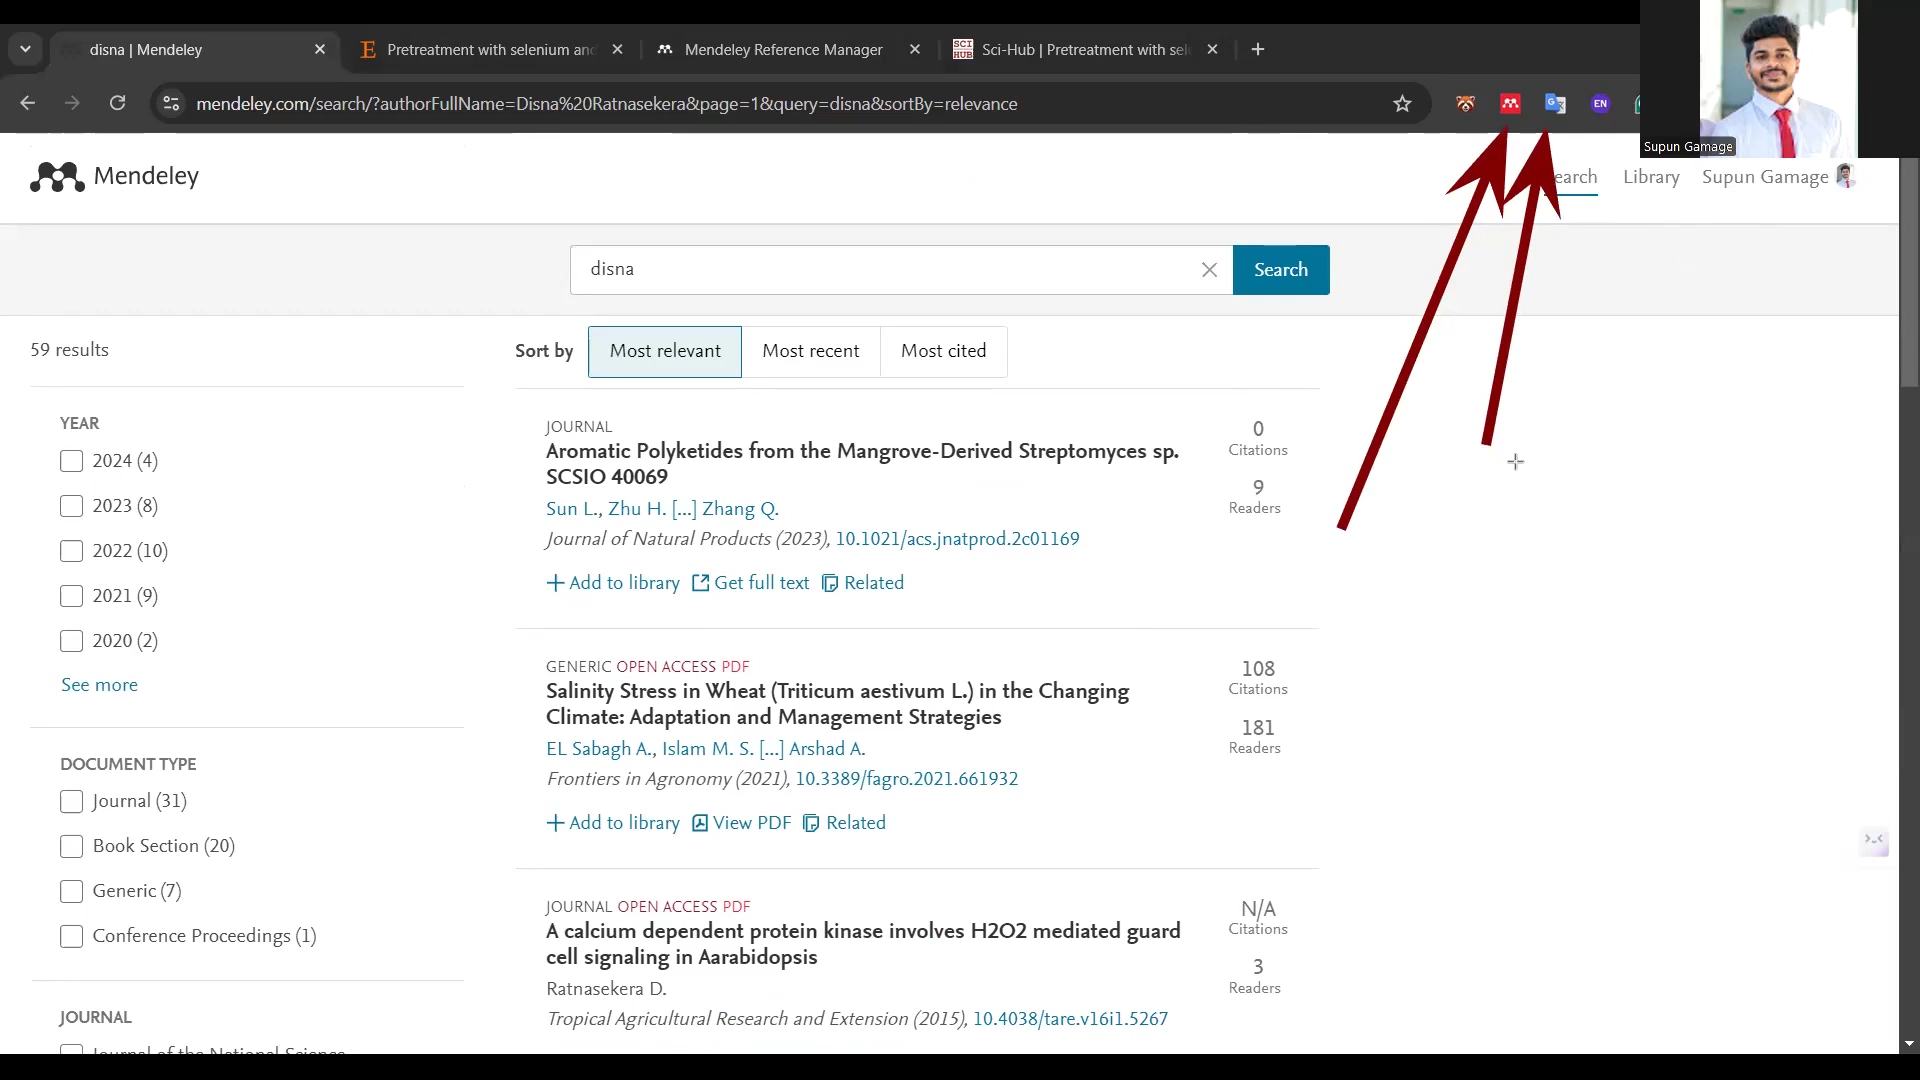 disna | Mendeley
Pretreatment with selenium and
Mendeley Reference Manager
SCI HUB
Sci-Hub | Pretreatment with sel
mendeley.com/search/?authorFullName=Disna%20Ratnasekera&page=1&query=disna&sortBy=relevance
EN
Supun Gamage
Mendeley
earch
Library
Supun Gamage
disna
Search
59 results
Sort by
Most relevant
Most recent
Most cited
YEAR
2024 (4)
2023 (8)
2022 (10)
2021 (9)
2020 (2)
See more
DOCUMENT TYPE
Journal (31)
Book Section (20)
Generic (7)
Conference Proceedings (1)
JOURNAL
Journal of the National Science
JOURNAL
Aromatic Polyketides from the Mangrove-Derived Streptomyces sp.
SCSIO 40069
Sun L., Zhu H. [...] Zhang Q.
Journal of Natural Products (2023), 10.1021/acs.jnatprod.2c01169
Add to library Get full text Related
0
Citations
9
Readers
GENERIC OPEN ACCESS PDF
Salinity Stress in Wheat (Triticum aestivum L.) in the Changing
Climate: Adaptation and Management Strategies
EL Sabagh A., Islam M. S. [...] Arshad A.
Frontiers in Agronomy (2021), 10.3389/fagro.2021.661932
Add to library View PDF Related
108
Citations
181
Readers
JOURNAL OPEN ACCESS PDF
A calcium dependent protein kinase involves H2O2 mediated guard
cell signaling in Aarabidopsis
Ratnasekera D.
Tropical Agricultural Research and Extension (2015), 10.4038/tare.v16i1.5267
N/A
Citations
3
Readers